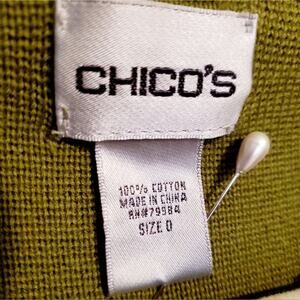 CHICO'S
100% COTTON
MADE IN CHINA
RN#79984
SIZE 0